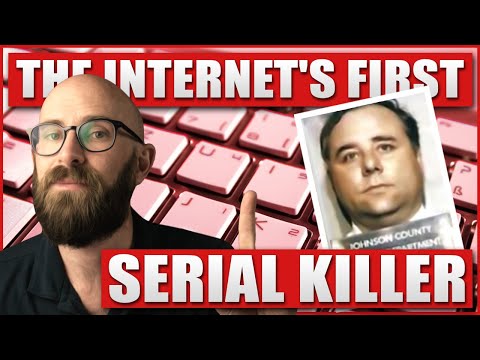 THE INTERNET'S FIRST
JOHNSON COUNTY
DEPARTMENT
SERIAL KILLER